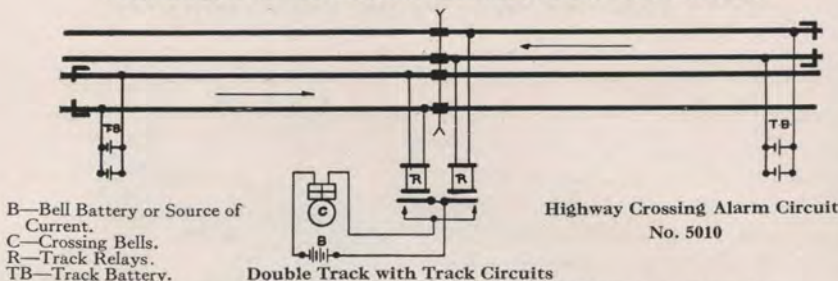 TB
TB
R
R
C
B
B—Bell Battery or Source of
Current.
C—Crossing Bells.
R—Track Relays.
TB—Track Battery.
Double Track with Track Circuits
Highway Crossing Alarm Circuit
No. 5010